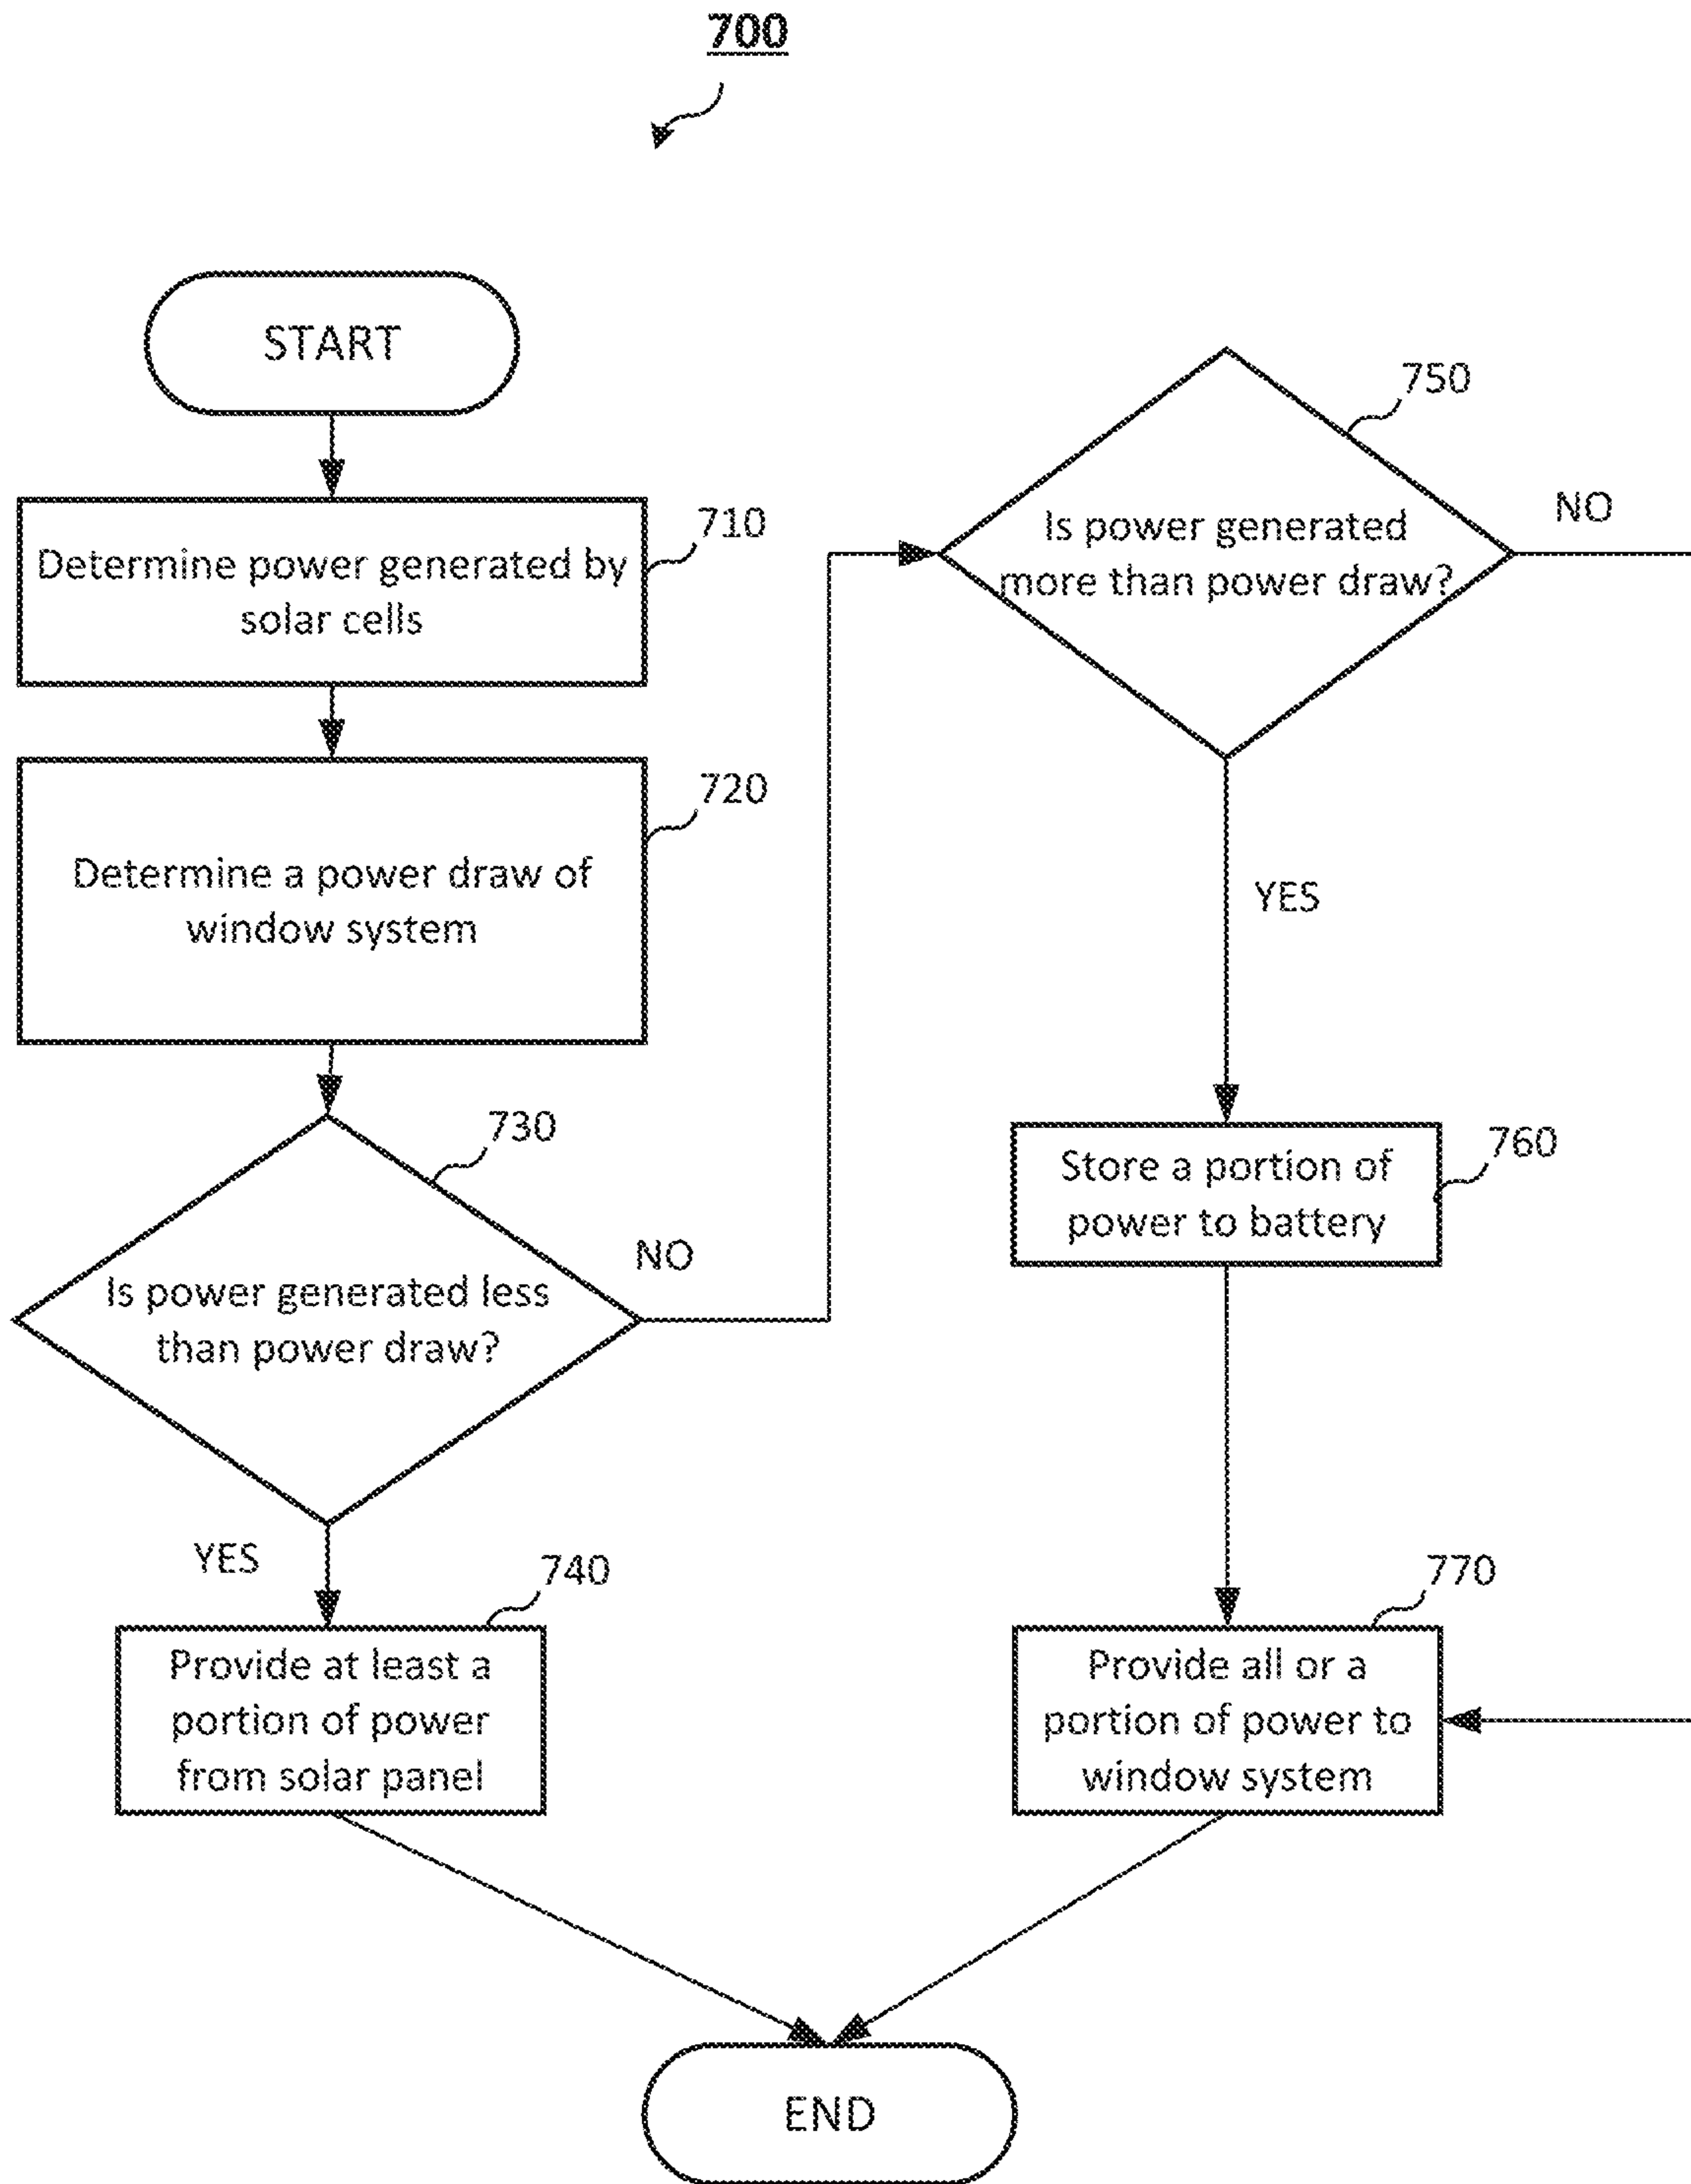 700
START
710
Determine power generated by
solar cells
720
Determine a power draw of
window system
730
Is power generated less
than power draw?
NO
YES
740
Provide at least a
portion of power
from solar panel
750
Is power generated
more than power draw?
NO
YES
760
Store a portion of
power to battery
770
Provide all or a
portion of power to
window system
END